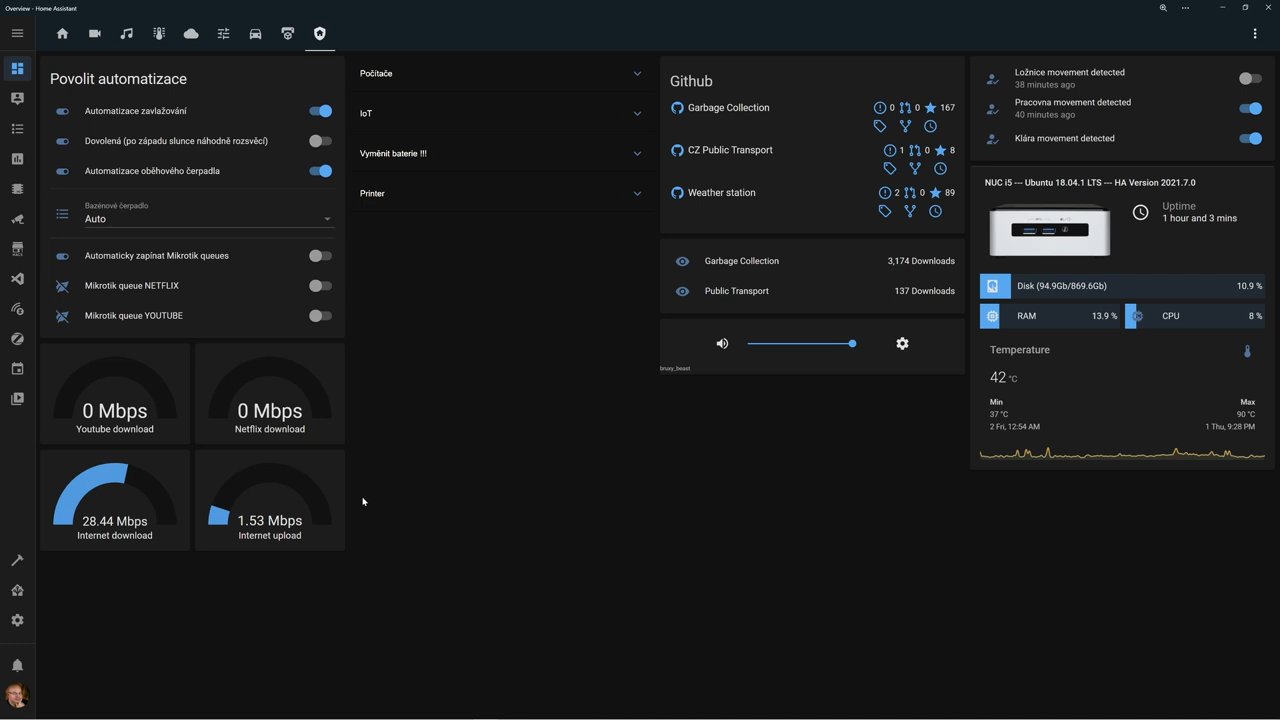 Overview - Home Assistant
Povolit automatizace
Automatizace zavlažování
Dovolená (po západu slunce náhodně rozsvěcí)
Automatizace oběhového čerpadla
Bazénové čerpadlo
Auto
Automaticky zapínat Mikrotik queues
Mikrotik queue NETFLIX
Mikrotik queue YOUTUBE
0 Mbps
Youtube download
0 Mbps
Netflix download
28.44 Mbps
Internet download
1.53 Mbps
Internet upload
Počítače
IoT
Vyměnit baterie !!!
Printer
Github
Garbage Collection 0 0 167
CZ Public Transport 1 0 8
Weather station 2 0 89
Garbage Collection 3,174 Downloads
Public Transport 137 Downloads
bruxy_beast
Ložnice movement detected
38 minutes ago
Pracovna movement detected
40 minutes ago
Klára movement detected
NUC i5 --- Ubuntu 18.04.1 LTS --- HA Version 2021.7.0
Uptime
1 hour and 3 mins
Disk (94.9Gb/869.6Gb) 10.9 %
RAM 13.9 % CPU 8 %
Temperature
42 °C
Min Max
37 °C 90 °C
2 Fri, 12:54 AM 1 Thu, 9:28 PM